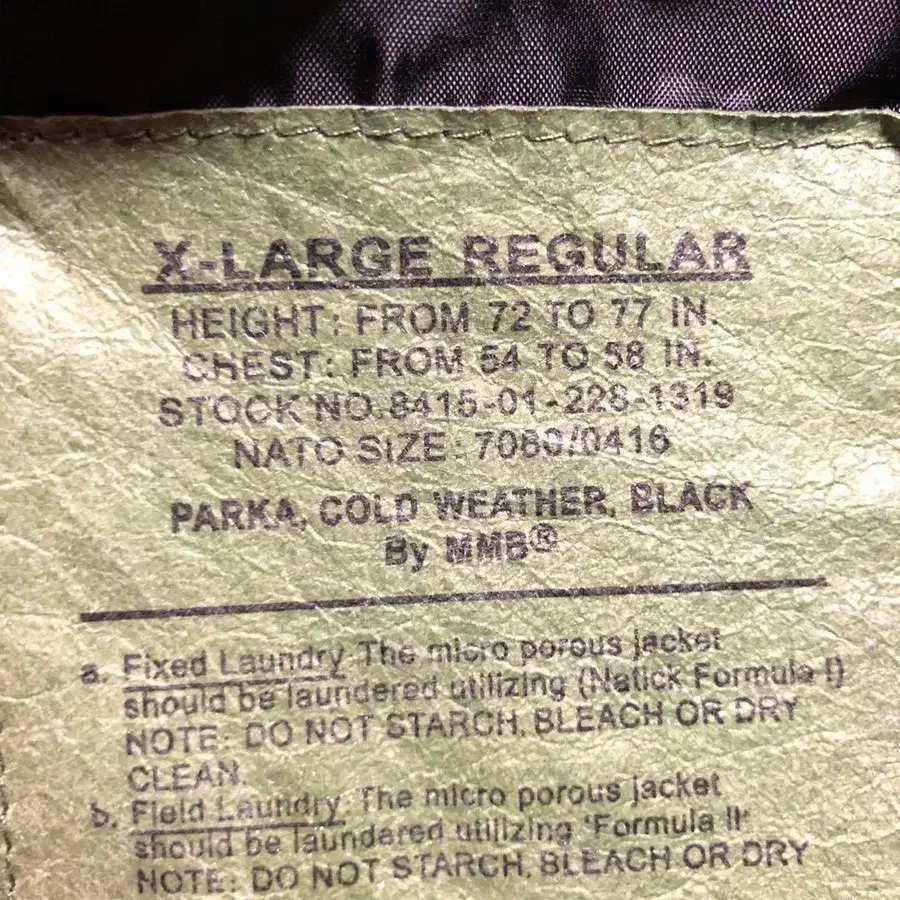 X-LARGE REGULAR
HEIGHT: FROM 72 TO 77 IN.
CHEST: FROM 54 TO 58 IN.
STOCK NO.8415-01-228-1319
NATO SIZE: 7080/0416
PARKA, COLD WEATHER, BLACK
By MMB®
a. Fixed Laundry: The micro porous jacket
should be laundered utilizing (Natick Formula I)
NOTE: DO NOT STARCH, BLEACH OR DRY
CLEAN.
b. Field Laundry: The micro porous jacket
should be laundered utilizing 'Formula II'
NOTE: DO NOT STARCH, BLEACH OR DRY